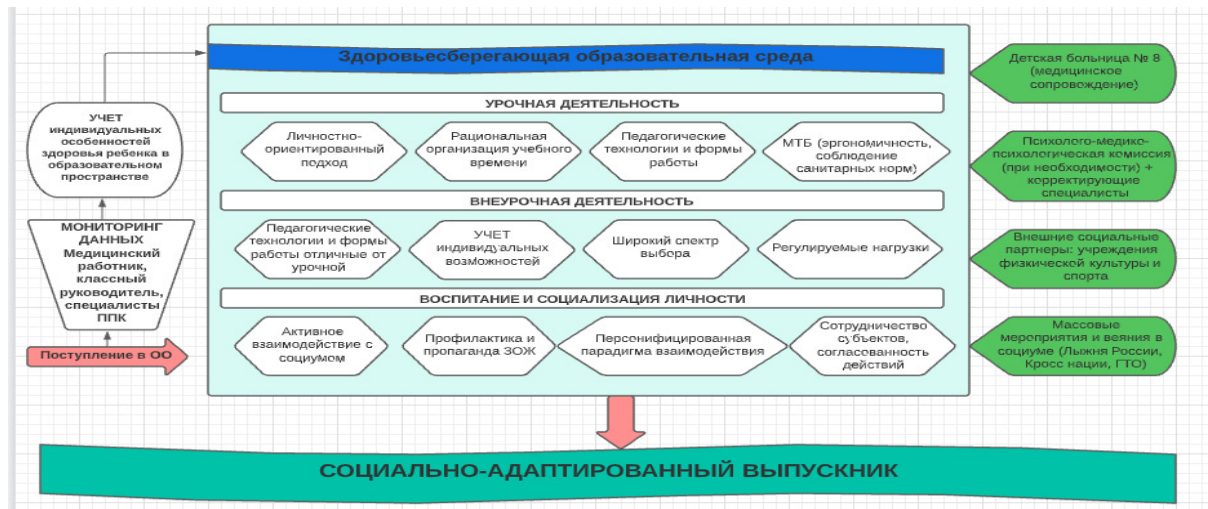 Здоровьесберегающая образовательная среда
УРОЧНАЯ ДЕЯТЕЛЬНОСТЬ
Личностно-
ориентированный
подход
Рациональная
организация учебного
времени
Педагогические
технологии и формы
работы
МТБ (эргономичность,
соблюдение
санитарных норм)
ВНЕУРОЧНАЯ ДЕЯТЕЛЬНОСТЬ
Педагогические
технологии и формы
работы отличные от
урочной
УЧЕТ
индивидуальных
возможностей
Широкий спектр
выбора
Регулируемые нагрузки
ВОСПИТАНИЕ И СОЦИАЛИЗАЦИЯ ЛИЧНОСТИ
Активное
взаимодействие с
социумом
Профилактика и
пропаганда ЗОЖ
Персонифицированная
парадигма взаимодействия
Сотрудничество
субъектов,
согласованность
действий
УЧЕТ
индивидуальных
особенностей
здоровья ребенка в
образовательном
пространстве
МОНИТОРИНГ
ДАННЫХ
Медицинский
работник,
классный
руководитель,
специалисты
ППК
Поступление в ОО
Детская больница № 8
(медицинское
сопровождение)
Психолого-медико-
психологическая комиссия
(при необходимости) +
корректирующие
специалисты
Внешние социальные
партнеры: учреждения
физической культуры и
спорта
Массовые
мероприятия и веяния в
социуме (Лыжня России,
Кросс нации, ГТО)
СОЦИАЛЬНО-АДАПТИРОВАННЫЙ ВЫПУСКНИК